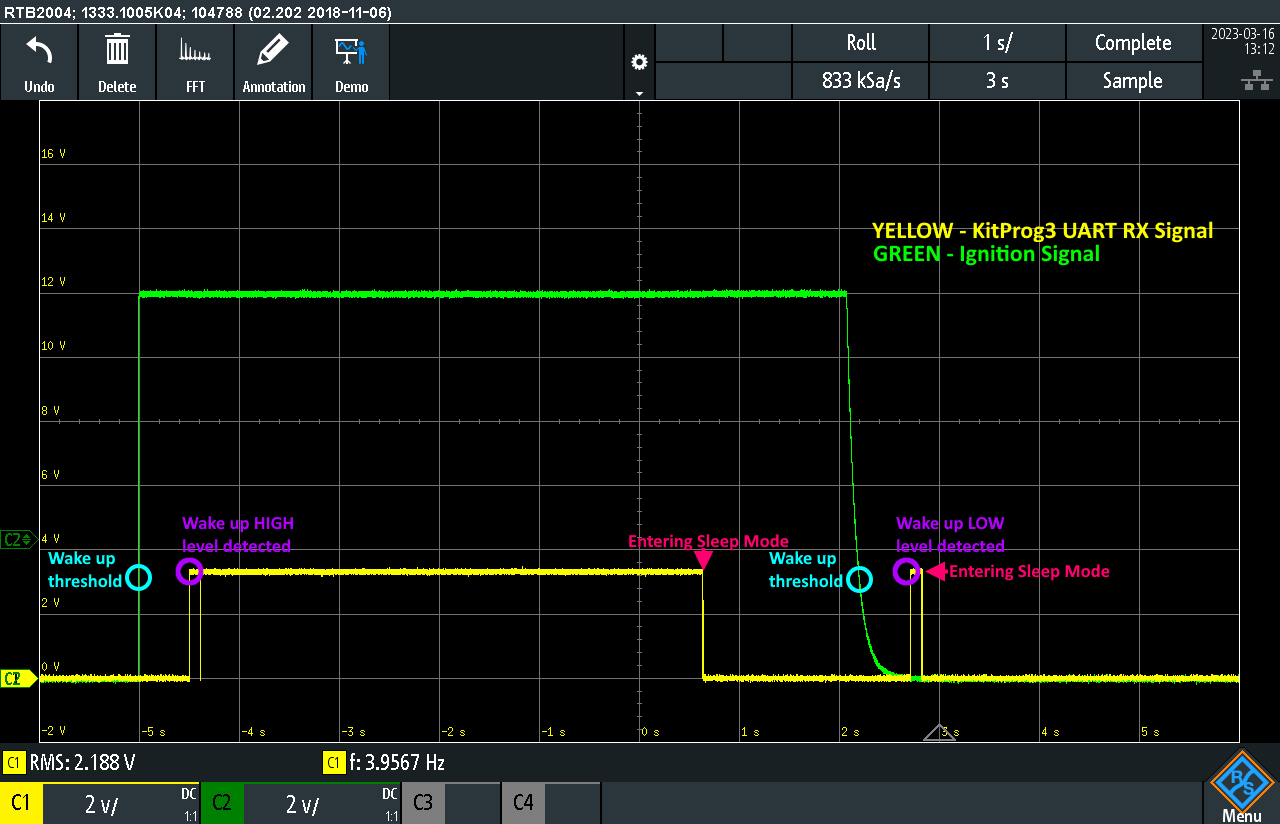 RTB2004; 1333.1005K04; 104788 (02.202 2018-11-06)
Undo
Delete
FFT
Annotation
Demo
Roll
1 s/
Complete
833 kSa/s
3 s
Sample
2023-03-16
13:12
16 V
14 V
12 V
10 V
8 V
6 V
4 V
2 V
0 V
-2 V
YELLOW - KitProg3 UART RX Signal
GREEN - Ignition Signal
C2
Wake up HIGH
level detected
Wake up
threshold
Entering Sleep Mode
Wake up
threshold
Wake up LOW
level detected
Entering Sleep Mode
-5 s
-4 s
-3 s
-2 s
-1 s
0 s
1 s
2 s
3 s
4 s
5 s
C1 RMS: 2.188 V
C1 f: 3.9567 Hz
C1
2 v/
DC
1:1
C2
2 v/
DC
1:1
C3
C4
R S
Menu